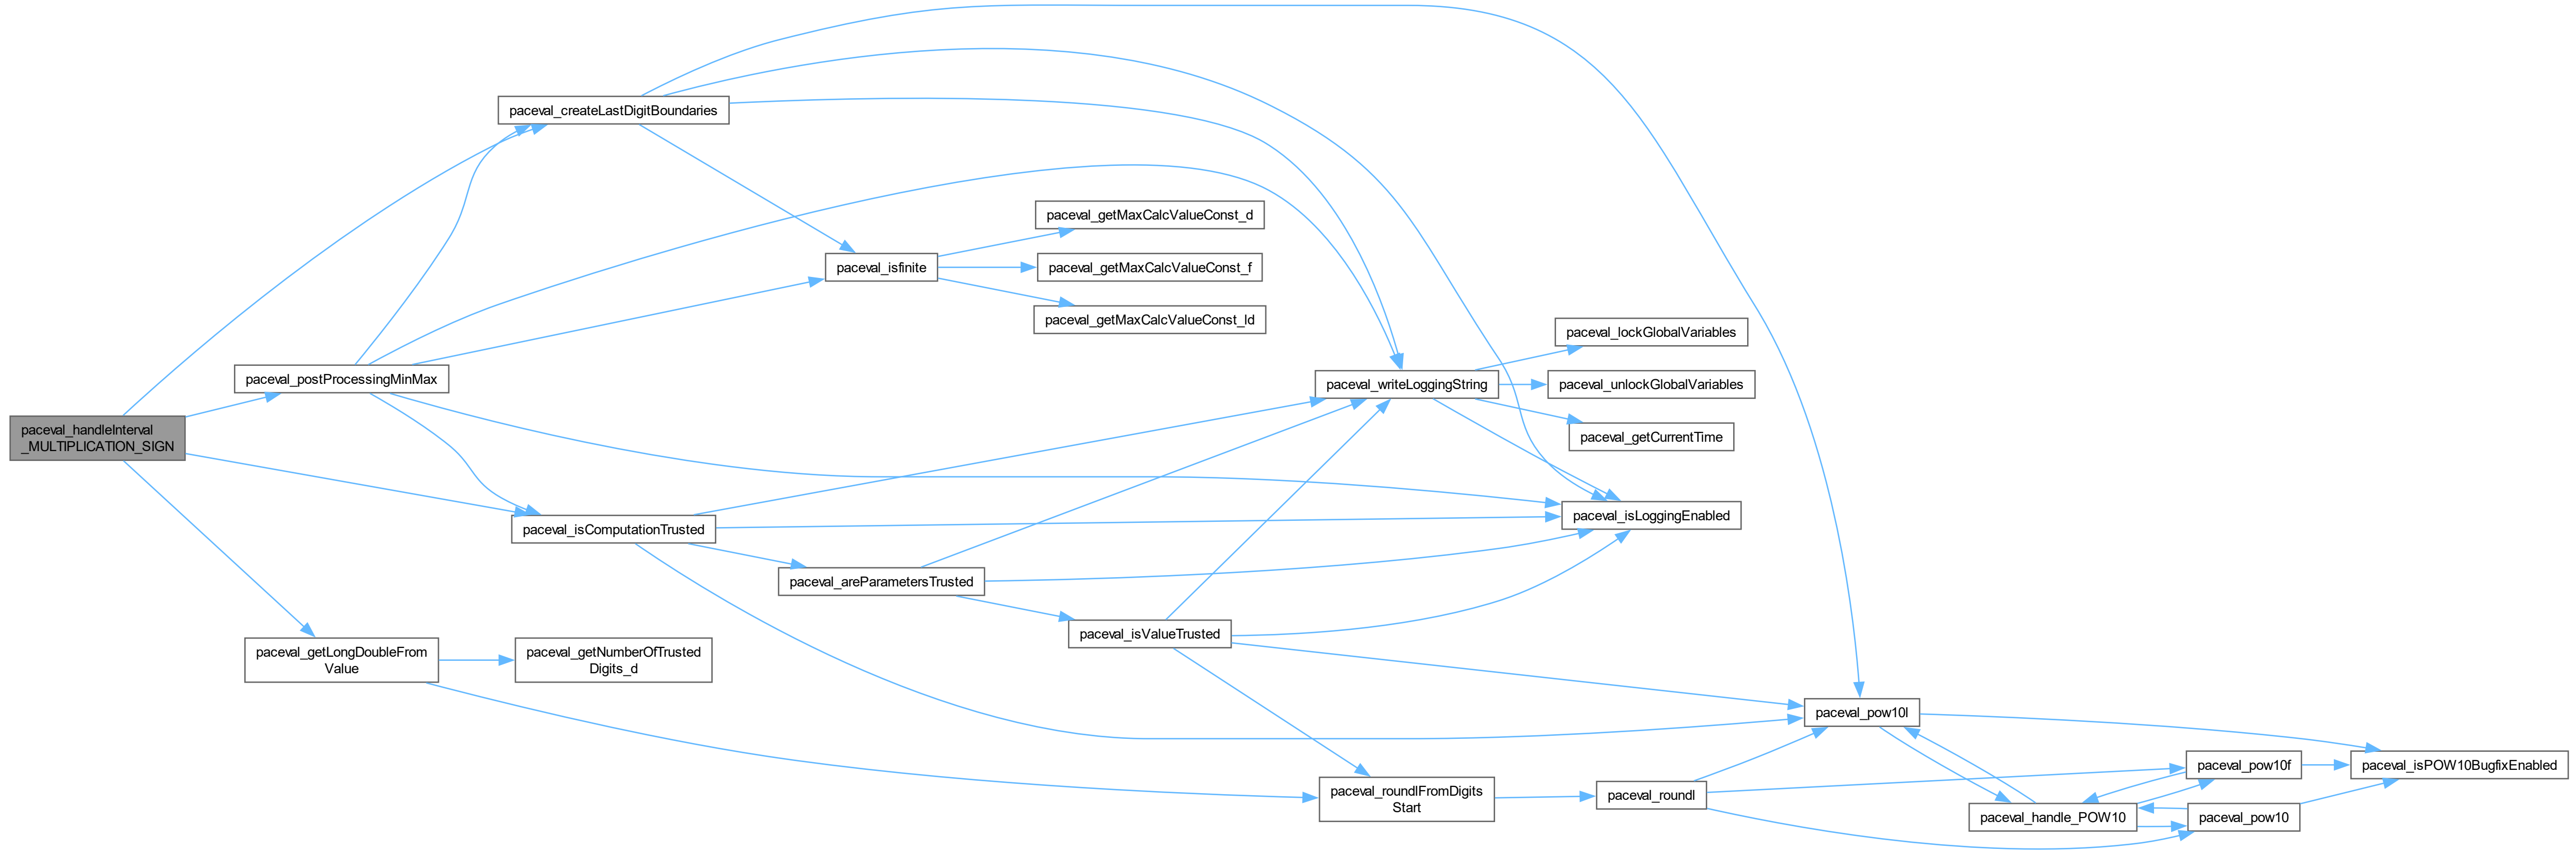 paceval_createLastDigitBoundaries
paceval_getMaxCalcValueConst_d
paceval_isfinite
paceval_getMaxCalcValueConst_f
paceval_getMaxCalcValueConst_ld
paceval_lockGlobalVariables
paceval_postProcessingMinMax
paceval_writeLoggingString
paceval_unlockGlobalVariables
paceval_handleInterval
_MULTIPLICATION_SIGN
paceval_getCurrentTime
paceval_isComputationTrusted
paceval_isLoggingEnabled
paceval_areParametersTrusted
paceval_isValueTrusted
paceval_getLongDoubleFrom
Value
paceval_getNumberOfTrusted
Digits_d
paceval_pow10l
paceval_pow10f
paceval_isPOW10BugfixEnabled
paceval_roundlFromDigits
Start
paceval_roundl
paceval_handle_POW10
paceval_pow10